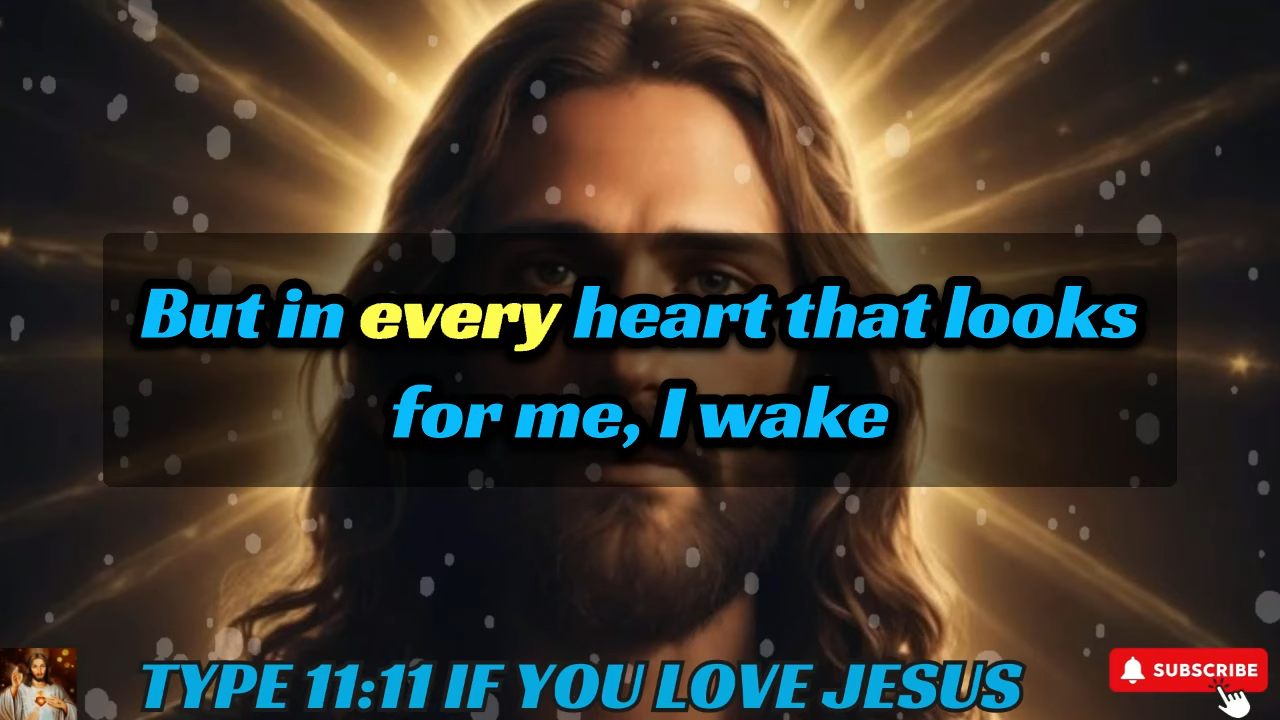 But in every heart that looks
for me, I wake
TYPE 11:11 IF YOU LOVE JESUS
SUBSCRIBE